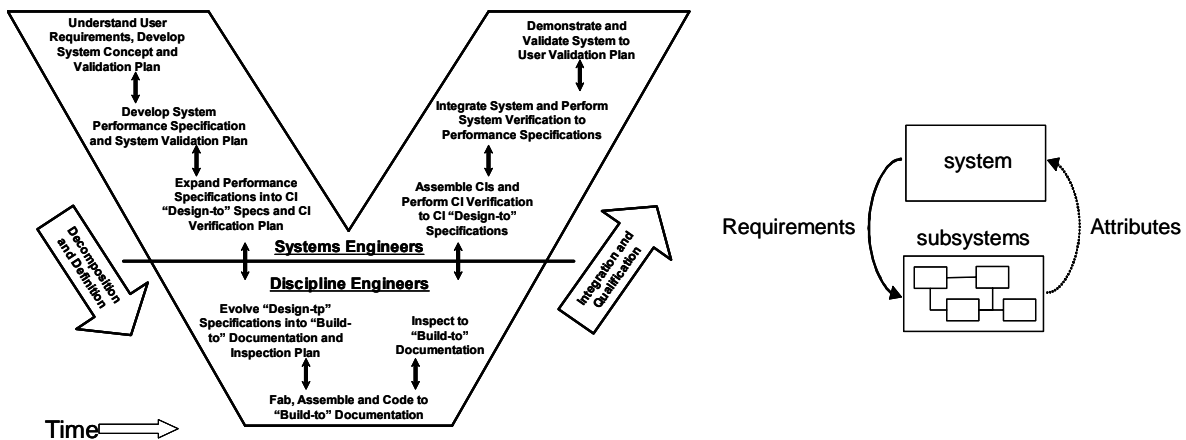 Understand User
Requirements, Develop
System Concept and
Validation Plan
Develop System
Performance Specification
and System Validation Plan
Expand Performance
Specifications into CI
“Design-to” Specs and CI
Verification Plan
Decomposition
and Definition
Evolve “Design-tp”
Specifications into “Build-
to” Documentation and
Inspection Plan
Fab, Assemble and Code to
“Build-to” Documentation
Inspect to
“Build-to”
Documentation
Systems Engineers
Discipline Engineers
Assemble CIs and
Perform CI Verification
to CI “Design-to”
Specifications
Integrate System and Perform
System Verification to
Performance Specifications
Demonstrate and
Validate System to
User Validation Plan
Integration and
Qualification
Time
system
Requirements
Attributes
subsystems